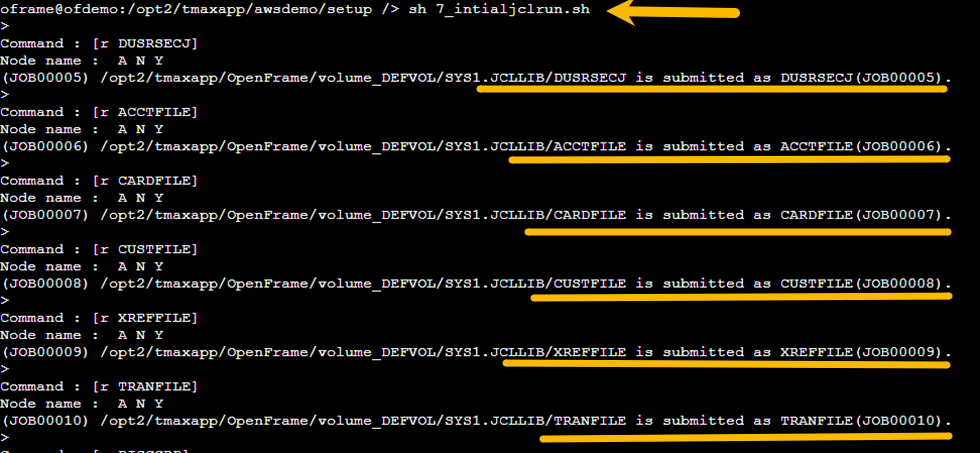 oframe@ofdemo:/opt2/tmaxapp/awsdemo/setup /> sh 7_intialjclrun.sh
>
Command : [r DUSRSECJ]
Node name :  A N Y
(JOB00005) /opt2/tmaxapp/OpenFrame/volume_DEFVOL/SYS1.JCLLIB/DUSRSECJ is submitted as DUSRSECJ(JOB00005).
>
Command : [r ACCTFILE]
Node name :  A N Y
(JOB00006) /opt2/tmaxapp/OpenFrame/volume_DEFVOL/SYS1.JCLLIB/ACCTFILE is submitted as ACCTFILE(JOB00006).
>
Command : [r CARDFILE]
Node name :  A N Y
(JOB00007) /opt2/tmaxapp/OpenFrame/volume_DEFVOL/SYS1.JCLLIB/CARDFILE is submitted as CARDFILE(JOB00007).
>
Command : [r CUSTFILE]
Node name :  A N Y
(JOB00008) /opt2/tmaxapp/OpenFrame/volume_DEFVOL/SYS1.JCLLIB/CUSTFILE is submitted as CUSTFILE(JOB00008).
>
Command : [r XREFFILE]
Node name :  A N Y
(JOB00009) /opt2/tmaxapp/OpenFrame/volume_DEFVOL/SYS1.JCLLIB/XREFFILE is submitted as XREFFILE(JOB00009).
>
Command : [r TRANFILE]
Node name :  A N Y
(JOB00010) /opt2/tmaxapp/OpenFrame/volume_DEFVOL/SYS1.JCLLIB/TRANFILE is submitted as TRANFILE(JOB00010).
>